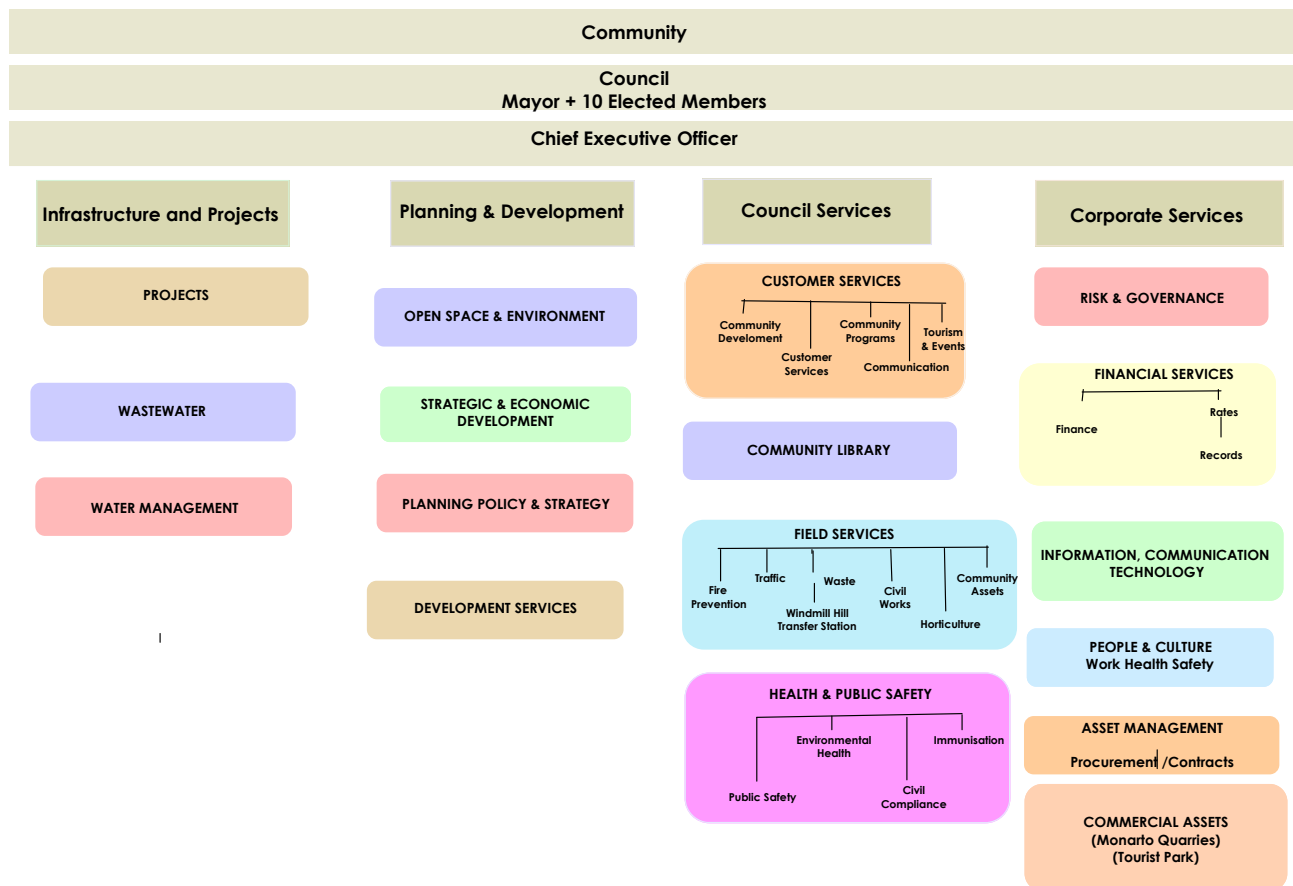 Community
Council
Mayor + 10 Elected Members
Chief Executive Officer
Infrastructure and Projects
PROJECTS
WASTEWATER
WATER MANAGEMENT
Planning & Development
OPEN SPACE & ENVIRONMENT
STRATEGIC & ECONOMIC
DEVELOPMENT
PLANNING POLICY & STRATEGY
DEVELOPMENT SERVICES
Council Services
CUSTOMER SERVICES
Community
Develoment
Customer
Services
Community
Programs
Communication
Tourism
& Events
COMMUNITY LIBRARY
FIELD SERVICES
Fire
Prevention
Traffic
Waste
Windmill Hill
Transfer Station
Civil
Works
Horticulture
Community
Assets
HEALTH & PUBLIC SAFETY
Public Safety
Environmental
Health
Civil
Compliance
Immunisation
Corporate Services
RISK & GOVERNANCE
FINANCIAL SERVICES
Finance
Rates
Records
INFORMATION, COMMUNICATION
TECHNOLOGY
PEOPLE & CULTURE
Work Health Safety
ASSET MANAGEMENT
Procurement /Contracts
COMMERCIAL ASSETS
(Monarto Quarries)
(Tourist Park)